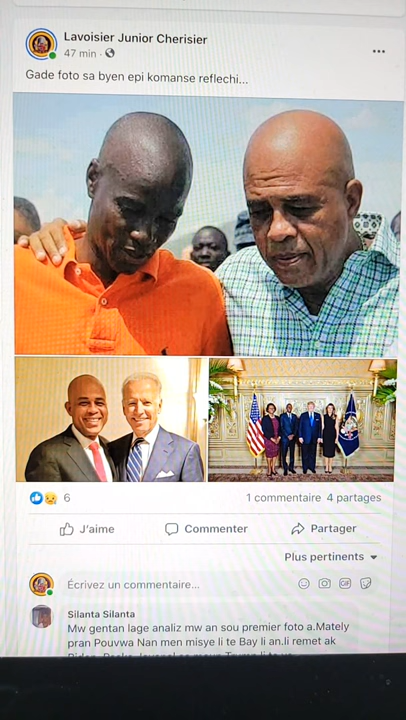 Lavoisier Junior Cherisier
47 min ·
Gade foto sa byen epi komanse reflechi...
6
1 commentaire 4 partages
J'aime
Commenter
Partager
Plus pertinents
Écrivez un commentaire...
GIF
Silanta Silanta
Mw gentan lage analiz mw an sou premier foto a.Mately
pran Pouvwa Nan men misye li te Bay li an.li remet ak